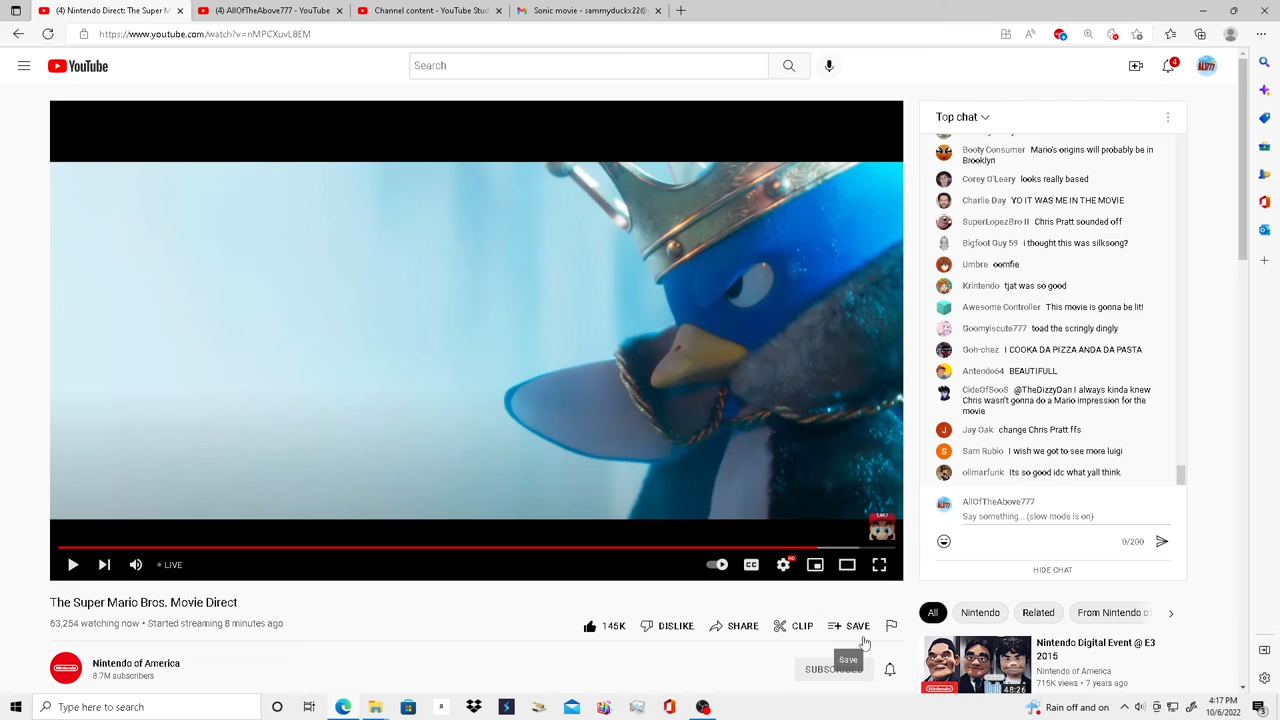 (4) Nintendo Direct: The Super M
(4) AllOfTheAbove777 - YouTube
Channel content - YouTube Stud
Sonic movie - sammyduckx22@
https://www.youtube.com/watch?v=nMPCXuvL8EM
YouTube
Search
4
Top chat
Booty Consumer Mario's origins will probably be in
Brooklyn
Corey O'Leary looks really based
Charlie Day YO IT WAS ME IN THE MOVIE
SuperLopezBro II Chris Pratt sounded off
Bigfoot Guy 59 i thought this was silksong?
Umbre oomfie
Krintendo tjat was so good
Awesome Controller This movie is gonna be lit!
Goomyiscute777 toad the scringly dingly
Goh-chez I COOKA DA PIZZA ANDA DA PASTA
Antendo64 BEAUTIFULL
CideOfSooS @TheDizzyDan I always kinda knew
Chris wasn't gonna do a Mario impression for the
movie
Jay Oak change Chris Pratt ffs
Sam Rubio I wish we got to see more luigi
olimarfunk Its so good idc what yall think
AllOfTheAbove777
Say something... (slow mode is on)
0/200
HIDE CHAT
LIVE
CC
HD
The Super Mario Bros. Movie Direct
63,254 watching now • Started streaming 8 minutes ago
145K DISLIKE SHARE CLIP SAVE
Save
Nintendo of America
8.7M subscribers
SUBSCRIBED
All Nintendo Related From Nintendo of
Nintendo Digital Event @ E3
2015
Nintendo of America
715K views • 7 years ago
48:26
Nintendo
Type here to search
Rain off and on
4:17 PM
10/6/2022
3